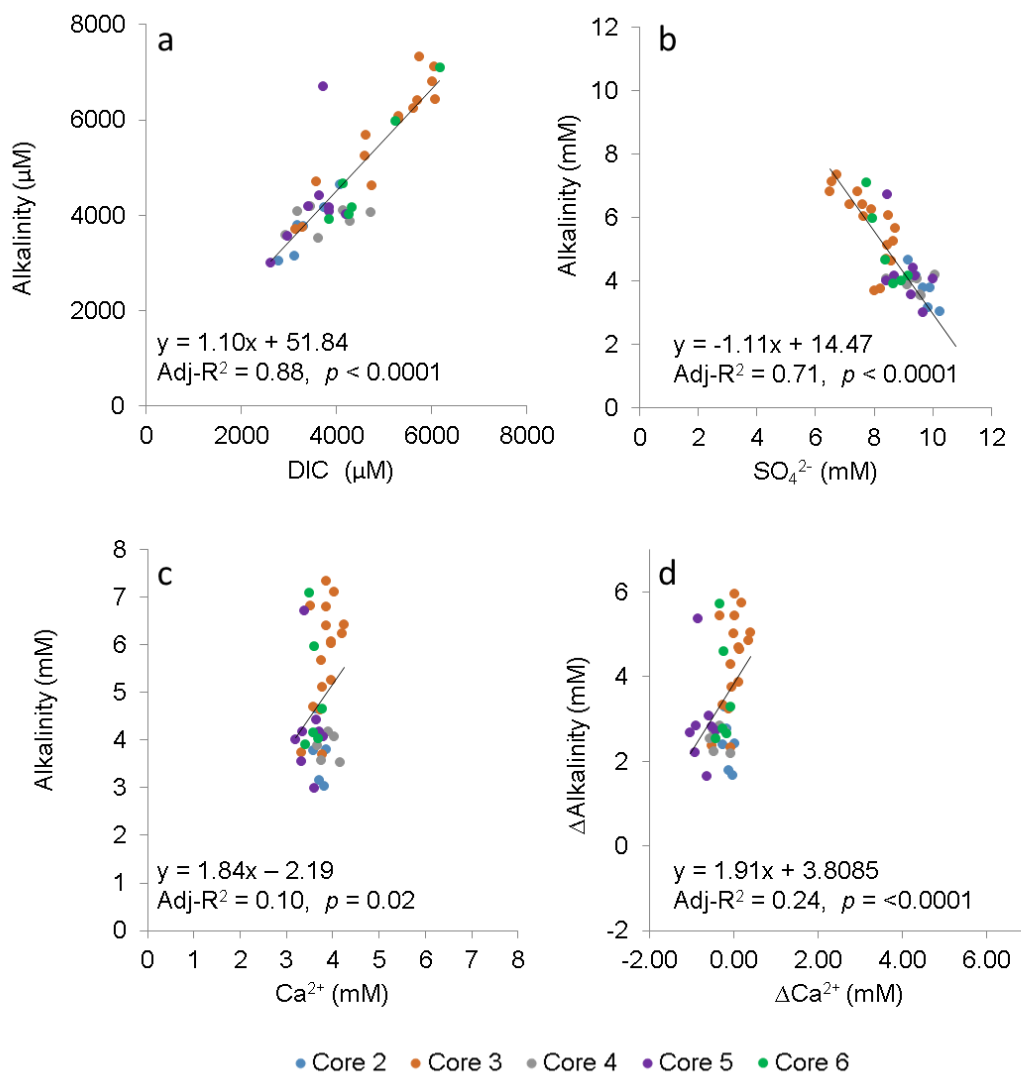 a
8000
6000
4000
2000
0
Alkalinity (µM)
y = 1.10x + 51.84
Adj-R² = 0.88, p < 0.0001
0 2000 4000 6000 8000
DIC (µM)
b
12
10
8
6
4
2
0
Alkalinity (mM)
y = -1.11x + 14.47
Adj-R² = 0.71, p < 0.0001
0 2 4 6 8 10 12
SO₄²⁻ (mM)
c
8
7
6
5
4
3
2
1
0
Alkalinity (mM)
y = 1.84x – 2.19
Adj-R² = 0.10, p = 0.02
0 1 2 3 4 5 6 7 8
Ca²⁺ (mM)
d
6
4
2
0
-2
ΔAlkalinity (mM)
y = 1.91x + 3.8085
Adj-R² = 0.24, p = <0.0001
-2.00 0.00 2.00 4.00 6.00
ΔCa²⁺ (mM)
Core 2 Core 3 Core 4 Core 5 Core 6